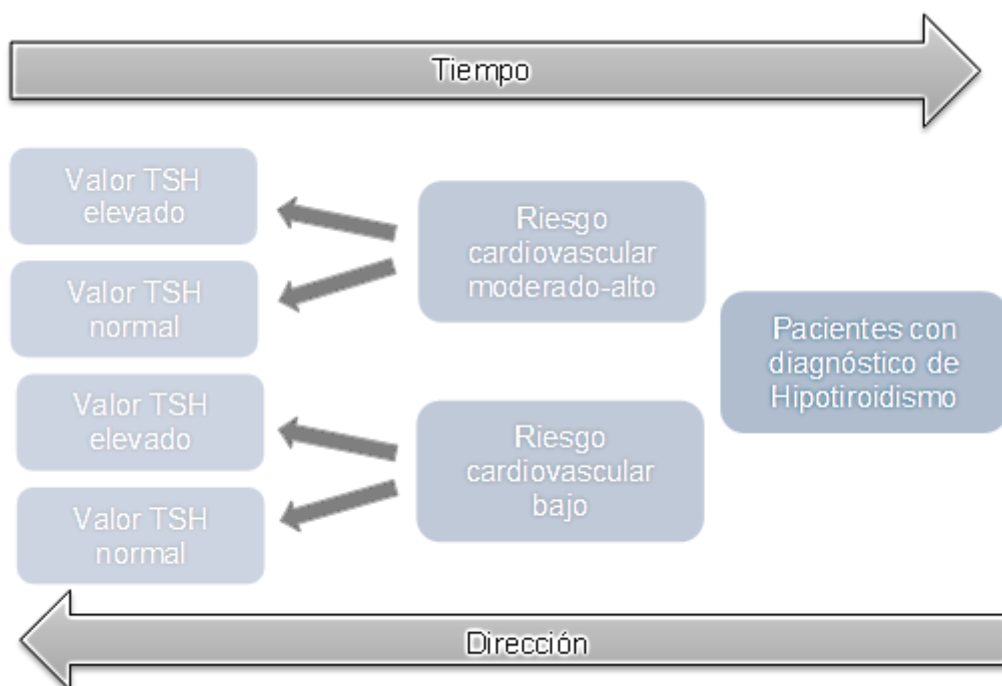 Tiempo
Valor TSH
elevado
Valor TSH
normal
Valor TSH
elevado
Valor TSH
normal
Riesgo
cardiovascular
moderado-alto
Riesgo
cardiovascular
bajo
Pacientes con
diagnóstico de
Hipotiroidismo
Dirección